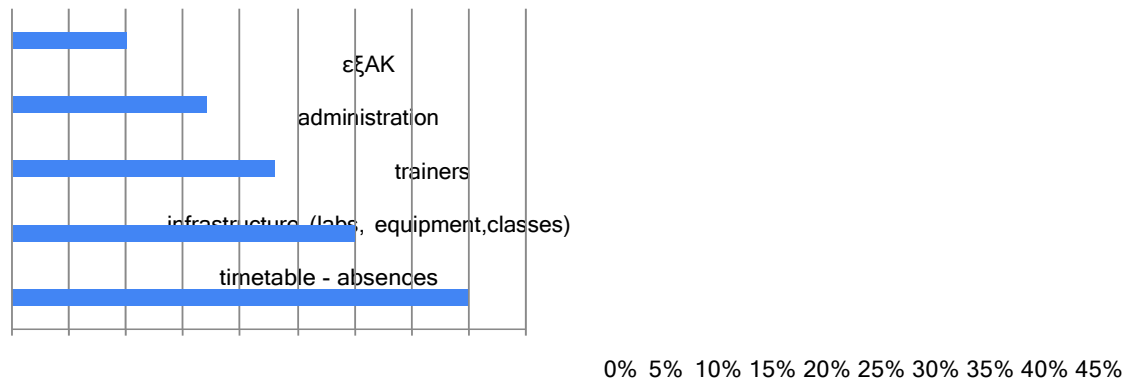 εξΑΚ
administration
trainers
infrastructure (labs, equipment,classes)
timetable - absences
0% 5% 10% 15% 20% 25% 30% 35% 40% 45%